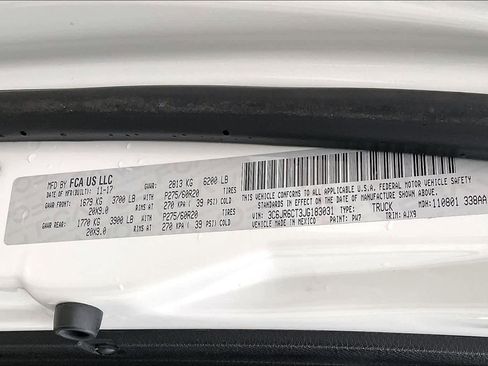 MFD BY FCA US LLC
DATE OF MFR(BUILT): 11-17 GVWR: 2813 KG 6200 LB
GAWR FRONT: 1679 KG 3700 LB WITH P275/60R20 TIRES
20X9.0 RIMS AT 270 KPA ( 39 PSI) COLD
GAWR REAR: 1770 KG 3900 LB WITH P275/60R20 TIRES
20X9.0 RIMS AT 270 KPA ( 39 PSI) COLD
THIS VEHICLE CONFORMS TO ALL APPLICABLE U.S.A. FEDERAL MOTOR VEHICLE
SAFETY STANDARDS IN EFFECT ON THE DATE OF MANUFACTURE SHOWN ABOVE.
VIN: 3C6JR6CT3JG183031 TYPE: TRUCK MDH:110801 338AA
VEHICLE MADE IN MEXICO PAINT: PW7 TRIM: AJX9